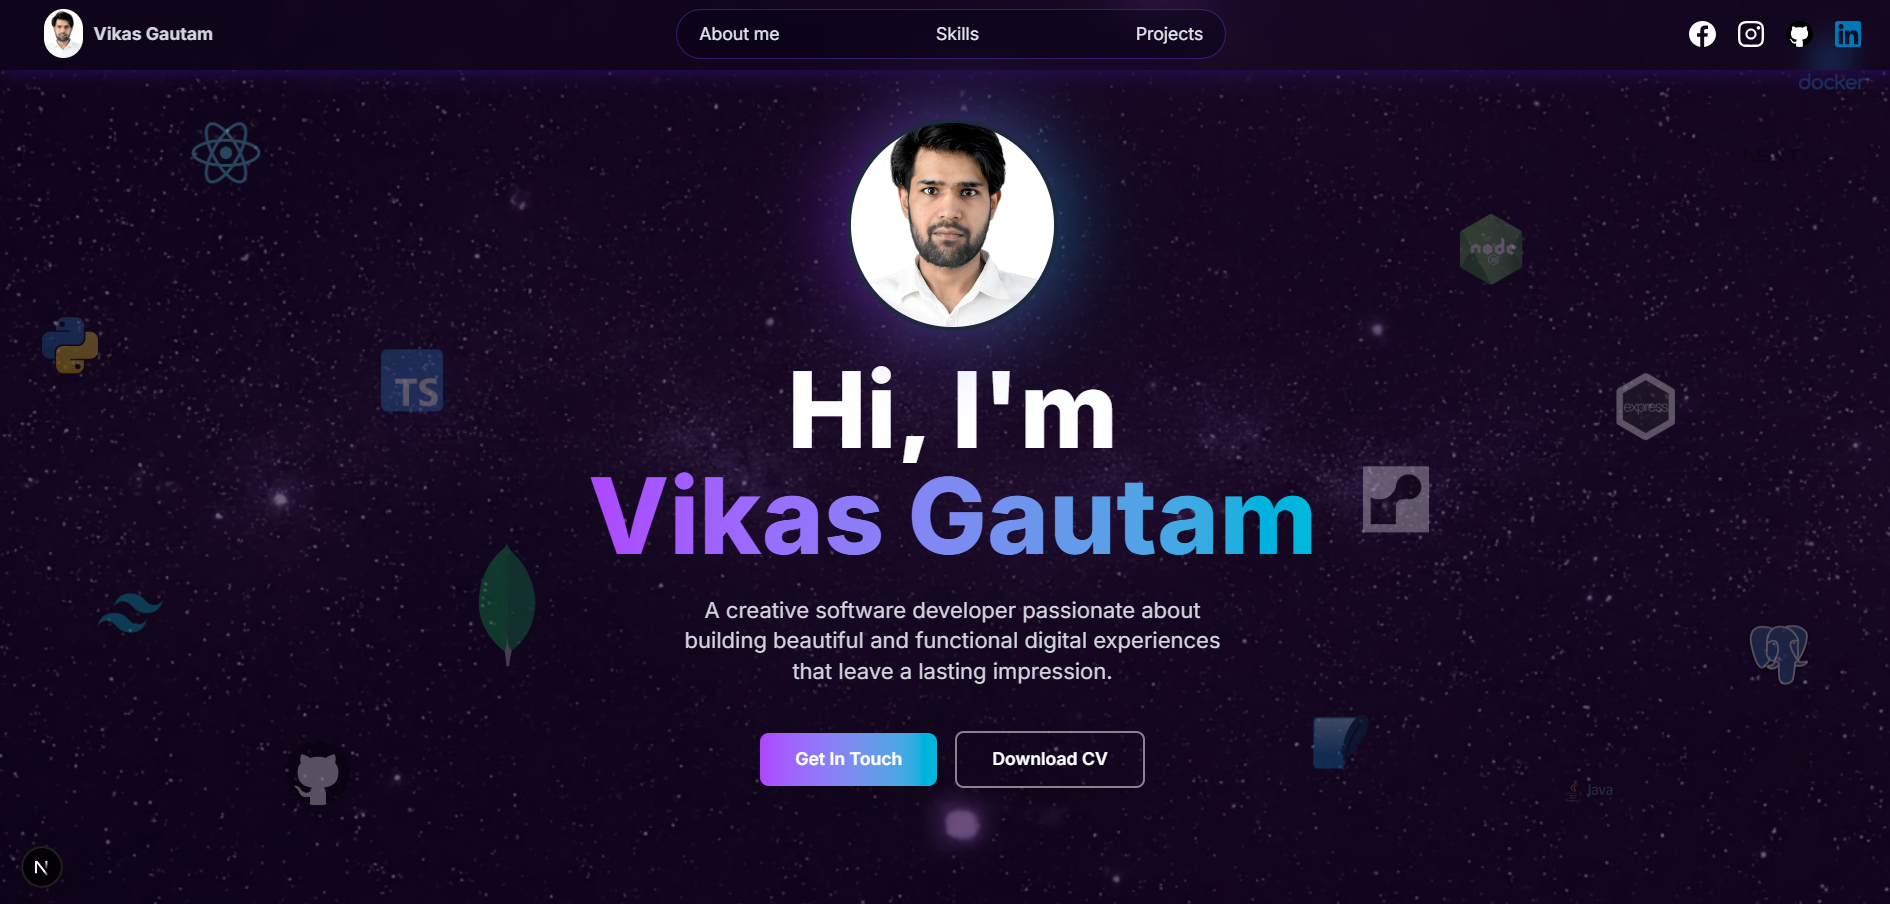 Vikas Gautam
About me
Skills
Projects
docker
node
TS
express
Hi, I'm
Vikas Gautam
A creative software developer passionate about
building beautiful and functional digital experiences
that leave a lasting impression.
Get In Touch
Download CV
Java
N